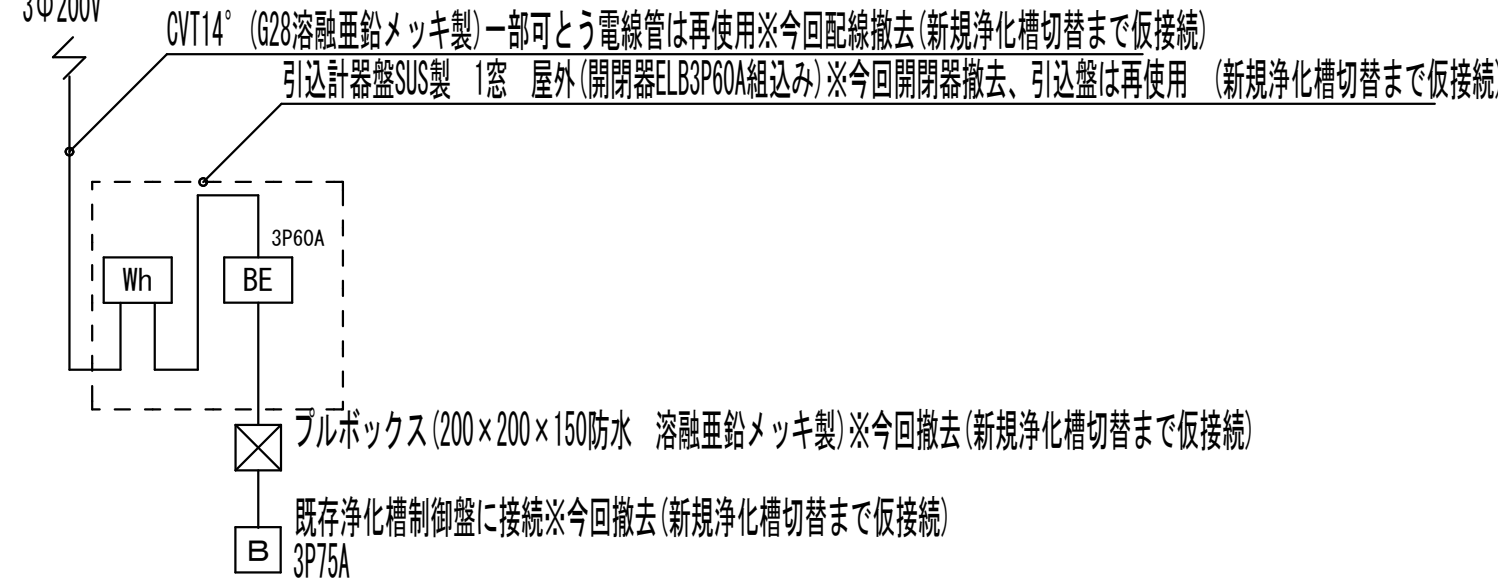 3Φ200V
CVT14°(G28溶融亜鉛メッキ製)一部可とう電線管は再使用※今回配線撤去(新規浄化槽切替まで仮接続)
引込計器盤SUS製　1窓　屋外(開閉器ELB3P60A組込み)※今回開閉器撤去、引込盤は再使用　(新規浄化槽切替まで仮接続)
3P60A
Wh
BE
プルボックス(200×200×150防水　溶融亜鉛メッキ製)※今回撤去(新規浄化槽切替まで仮接続)
既存浄化槽制御盤に接続※今回撤去(新規浄化槽切替まで仮接続)
B
3P75A